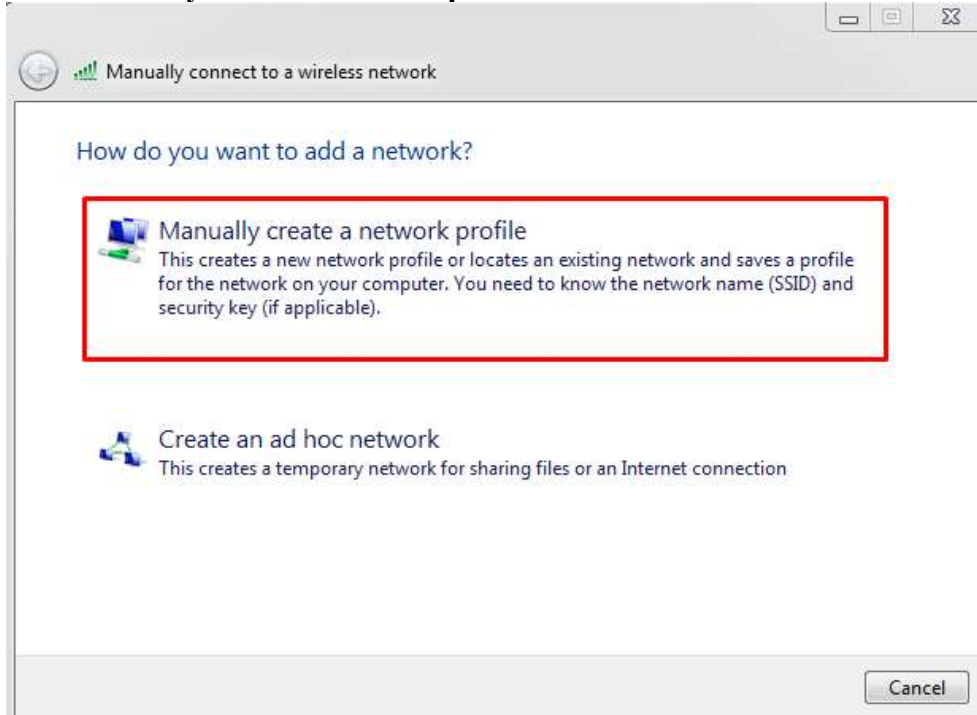 Manually connect to a wireless network
How do you want to add a network?
Manually create a network profile
This creates a new network profile or locates an existing network and saves a profile
for the network on your computer. You need to know the network name (SSID) and
security key (if applicable).
Create an ad hoc network
This creates a temporary network for sharing files or an Internet connection
Cancel